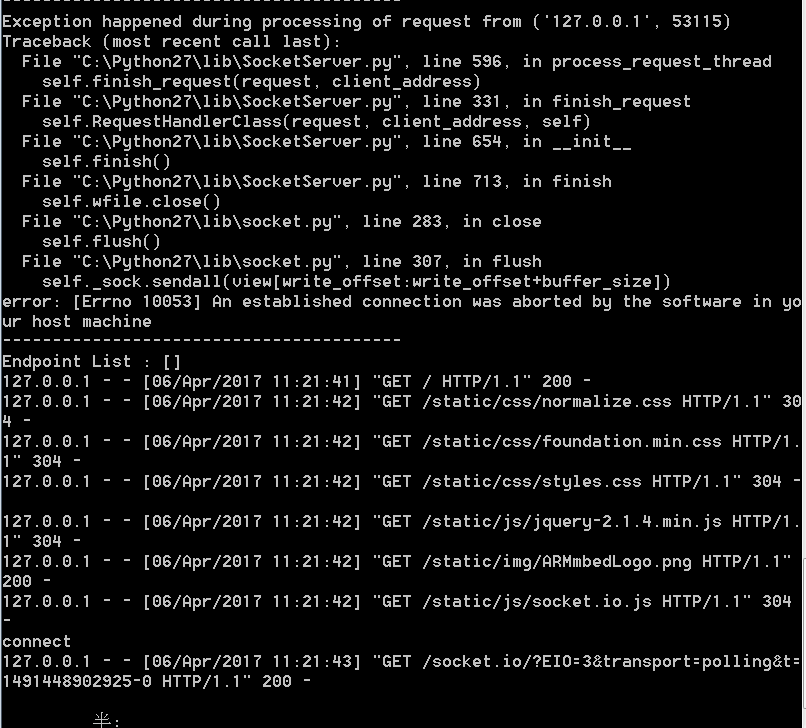 ----------------------------------------
Exception happened during processing of request from ('127.0.0.1', 53115)
Traceback (most recent call last):
  File "C:\Python27\lib\SocketServer.py", line 596, in process_request_thread
    self.finish_request(request, client_address)
  File "C:\Python27\lib\SocketServer.py", line 331, in finish_request
    self.RequestHandlerClass(request, client_address, self)
  File "C:\Python27\lib\SocketServer.py", line 654, in __init__
    self.finish()
  File "C:\Python27\lib\SocketServer.py", line 713, in finish
    self.wfile.close()
  File "C:\Python27\lib\socket.py", line 283, in close
    self.flush()
  File "C:\Python27\lib\socket.py", line 307, in flush
    self._sock.sendall(view[write_offset:write_offset+buffer_size])
error: [Errno 10053] An established connection was aborted by the software in yo
ur host machine
----------------------------------------
Endpoint List : []
127.0.0.1 - - [06/Apr/2017 11:21:41] "GET / HTTP/1.1" 200 -
127.0.0.1 - - [06/Apr/2017 11:21:42] "GET /static/css/normalize.css HTTP/1.1" 30
4 -
127.0.0.1 - - [06/Apr/2017 11:21:42] "GET /static/css/foundation.min.css HTTP/1.
1" 304 -
127.0.0.1 - - [06/Apr/2017 11:21:42] "GET /static/css/styles.css HTTP/1.1" 304 -
127.0.0.1 - - [06/Apr/2017 11:21:42] "GET /static/js/jquery-2.1.4.min.js HTTP/1.
1" 304 -
127.0.0.1 - - [06/Apr/2017 11:21:42] "GET /static/img/ARMmbedLogo.png HTTP/1.1"
200 -
127.0.0.1 - - [06/Apr/2017 11:21:42] "GET /static/js/socket.io.js HTTP/1.1" 304
-
connect
127.0.0.1 - - [06/Apr/2017 11:21:43] "GET /socket.io/?EIO=3&transport=polling&t=
1491448902925-0 HTTP/1.1" 200 -
半: